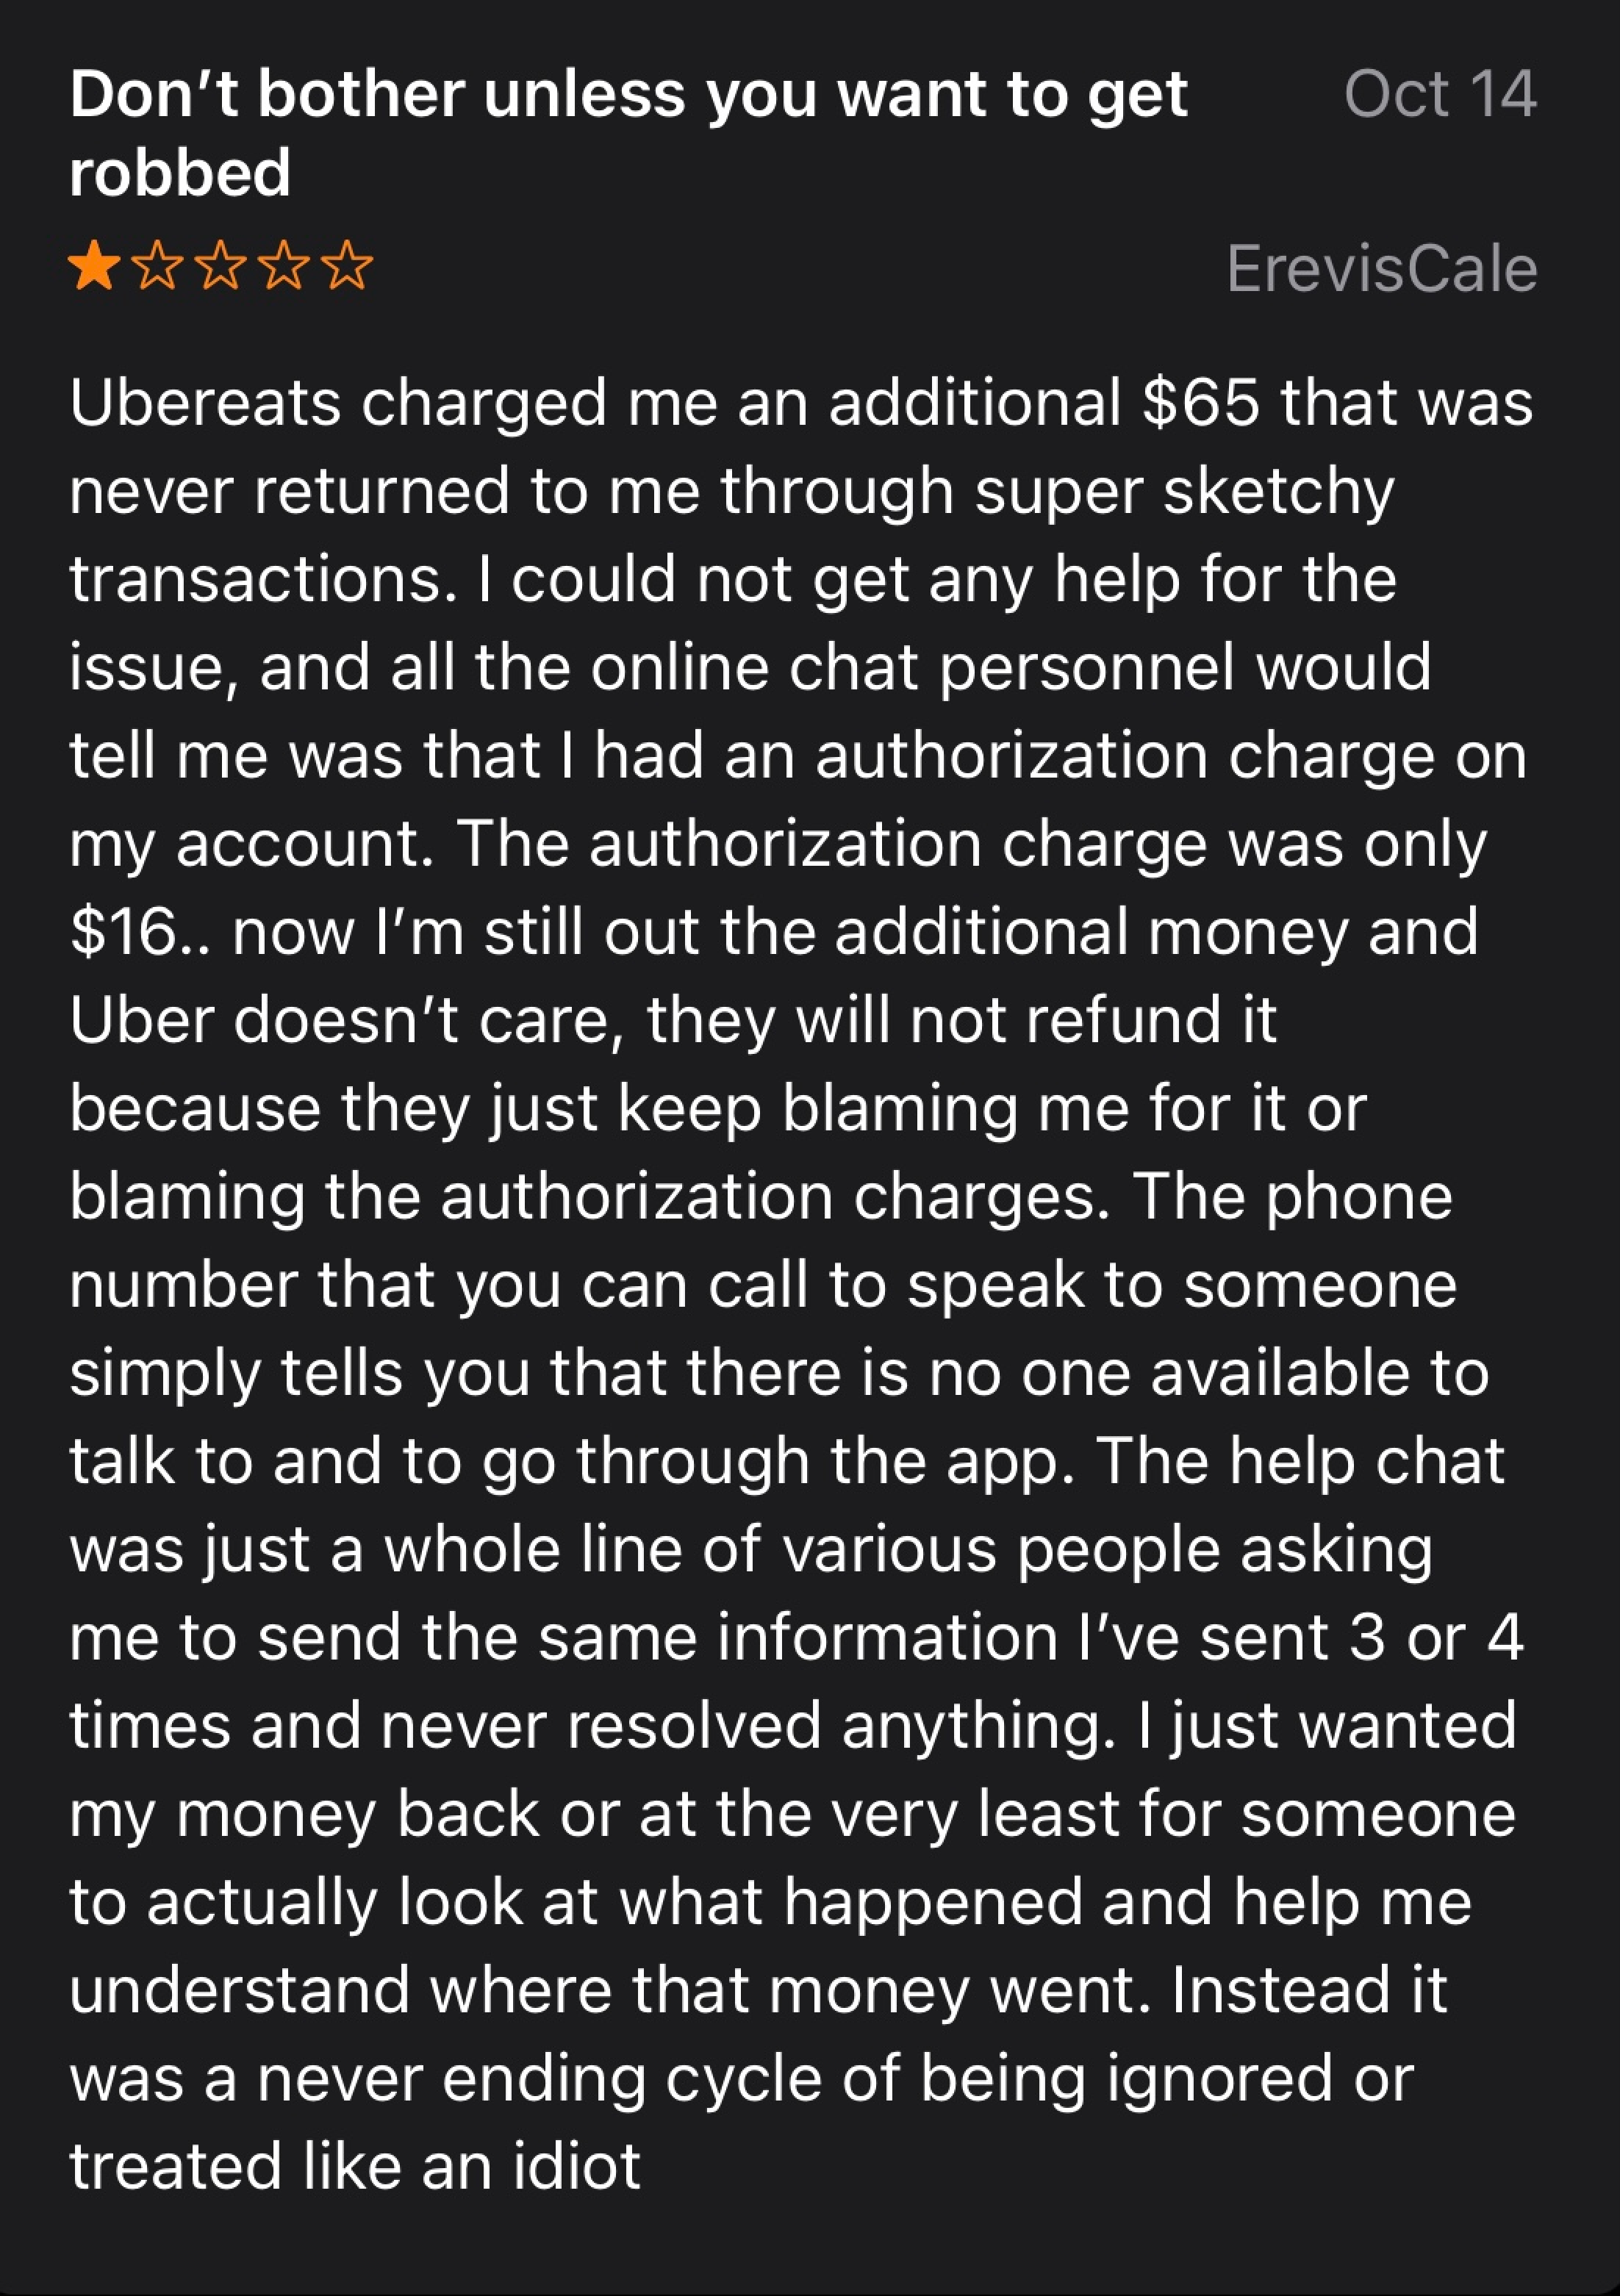 Don’t bother unless you want to get
robbed
Oct 14
ErevisCale
Ubereats charged me an additional $65 that was
never returned to me through super sketchy
transactions. I could not get any help for the
issue, and all the online chat personnel would
tell me was that I had an authorization charge on
my account. The authorization charge was only
$16.. now I’m still out the additional money and
Uber doesn’t care, they will not refund it
because they just keep blaming me for it or
blaming the authorization charges. The phone
number that you can call to speak to someone
simply tells you that there is no one available to
talk to and to go through the app. The help chat
was just a whole line of various people asking
me to send the same information I’ve sent 3 or 4
times and never resolved anything. I just wanted
my money back or at the very least for someone
to actually look at what happened and help me
understand where that money went. Instead it
was a never ending cycle of being ignored or
treated like an idiot